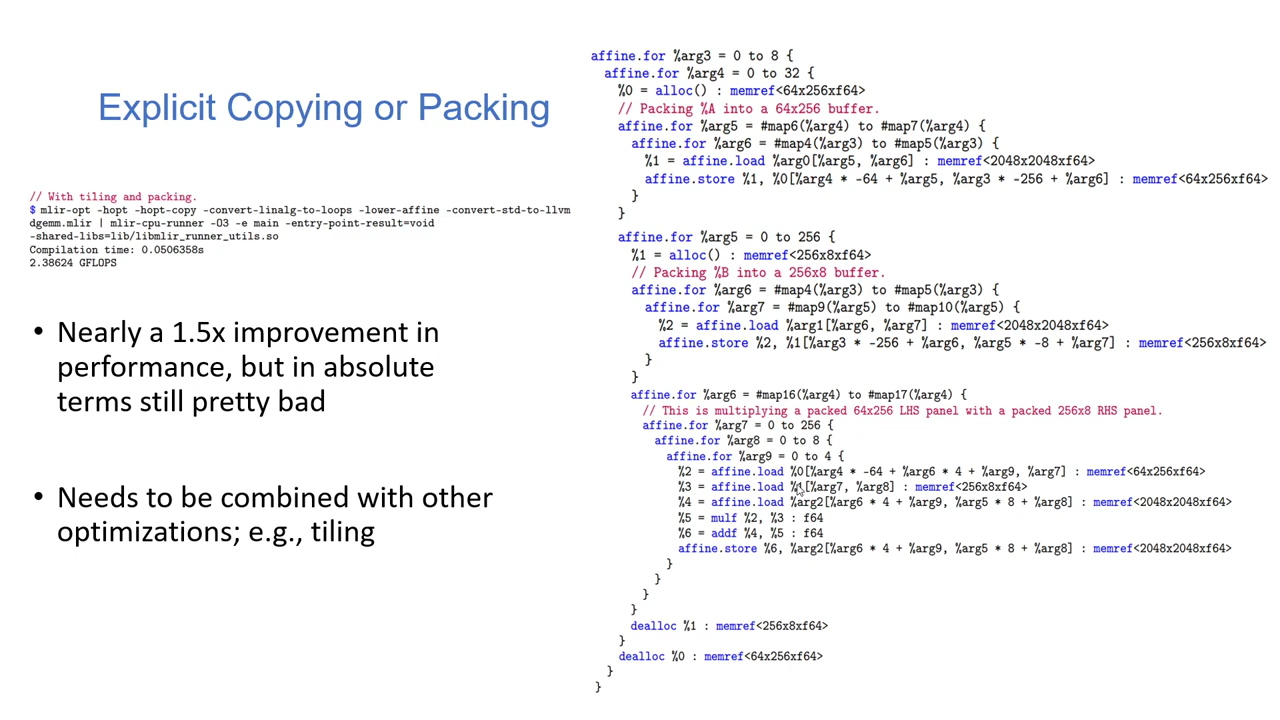 Explicit Copying or Packing
// With tiling and packing.
$ mlir-opt -hopt -hopt-copy -convert-linalg-to-loops -lower-affine -convert-std-to-llvm
dgemm.mlir | mlir-cpu-runner -O3 -e main -entry-point-result=void
-shared-libs=lib/libmlir_runner_utils.so
Compilation time: 0.0506358s
2.38624 GFLOPS
• Nearly a 1.5x improvement in
performance, but in absolute
terms still pretty bad
• Needs to be combined with other
optimizations; e.g., tiling
affine.for %arg3 = 0 to 8 {
affine.for %arg4 = 0 to 32 {
%0 = alloc() : memref<64x256xf64>
// Packing %A into a 64x256 buffer.
affine.for %arg5 = #map6(%arg4) to #map7(%arg4) {
affine.for %arg6 = #map4(%arg3) to #map5(%arg3) {
%1 = affine.load %arg0[%arg5, %arg6] : memref<2048x2048xf64>
affine.store %1, %0[%arg4 * -64 + %arg5, %arg3 * -256 + %arg6] : memref<64x256xf64>
}
}
affine.for %arg5 = 0 to 256 {
%1 = alloc() : memref<256x8xf64>
// Packing %B into a 256x8 buffer.
affine.for %arg6 = #map4(%arg3) to #map5(%arg3) {
affine.for %arg7 = #map9(%arg5) to #map10(%arg5) {
%2 = affine.load %arg1[%arg6, %arg7] : memref<2048x2048xf64>
affine.store %2, %1[%arg3 * -256 + %arg6, %arg5 * -8 + %arg7] : memref<256x8xf64>
}
}
affine.for %arg6 = #map16(%arg4) to #map17(%arg4) {
// This is multiplying a packed 64x256 LHS panel with a packed 256x8 RHS panel.
affine.for %arg7 = 0 to 256 {
affine.for %arg8 = 0 to 8 {
affine.for %arg9 = 0 to 4 {
%2 = affine.load %0[%arg4 * -64 + %arg6 * 4 + %arg9, %arg7] : memref<64x256xf64>
%3 = affine.load %1[%arg7, %arg8] : memref<256x8xf64>
%4 = affine.load %arg2[%arg6 * 4 + %arg9, %arg5 * 8 + %arg8] : memref<2048x2048xf64>
%5 = mulf %2, %3 : f64
%6 = addf %4, %5 : f64
affine.store %6, %arg2[%arg6 * 4 + %arg9, %arg5 * 8 + %arg8] : memref<2048x2048xf64>
}
}
}
}
dealloc %1 : memref<256x8xf64>
}
dealloc %0 : memref<64x256xf64>
}
}